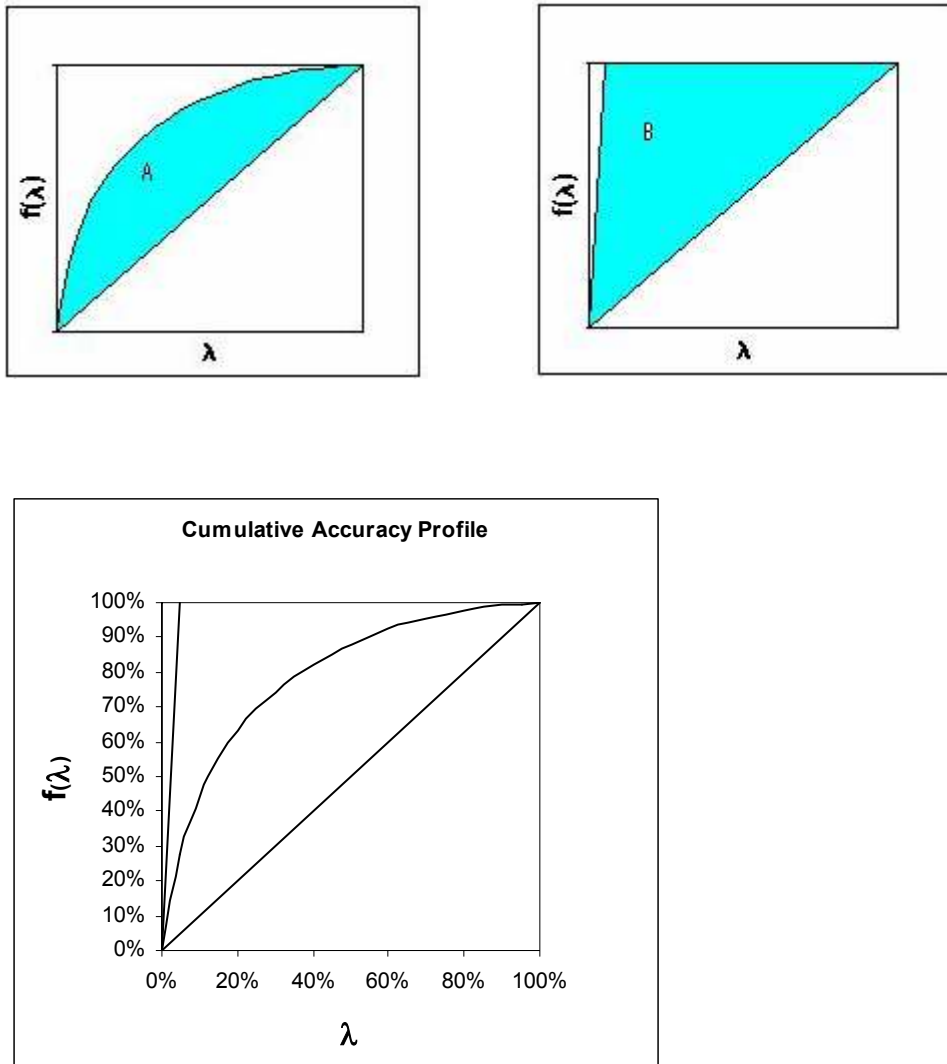 f(λ)
A
λ
f(λ)
B
λ
Cumulative Accuracy Profile
100%
90%
80%
70%
60%
50%
40%
30%
20%
10%
0%
f(λ)
0% 20% 40% 60% 80% 100%
λ